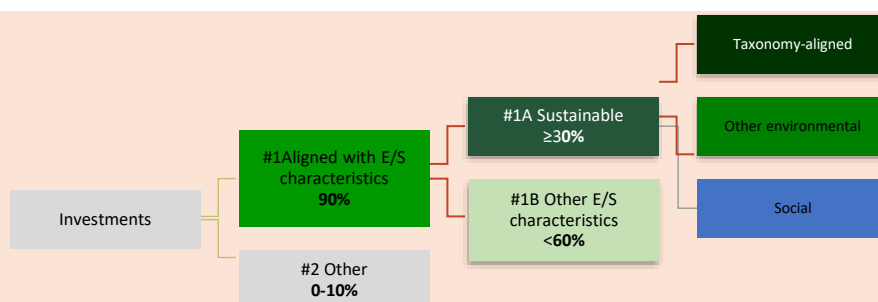 Taxonomy-aligned
#1A Sustainable
≥30%
Other environmental
#1Aligned with E/S
characteristics
90%
Investments
#1B Other E/S
characteristics
<60%
Social
#2 Other
0-10%